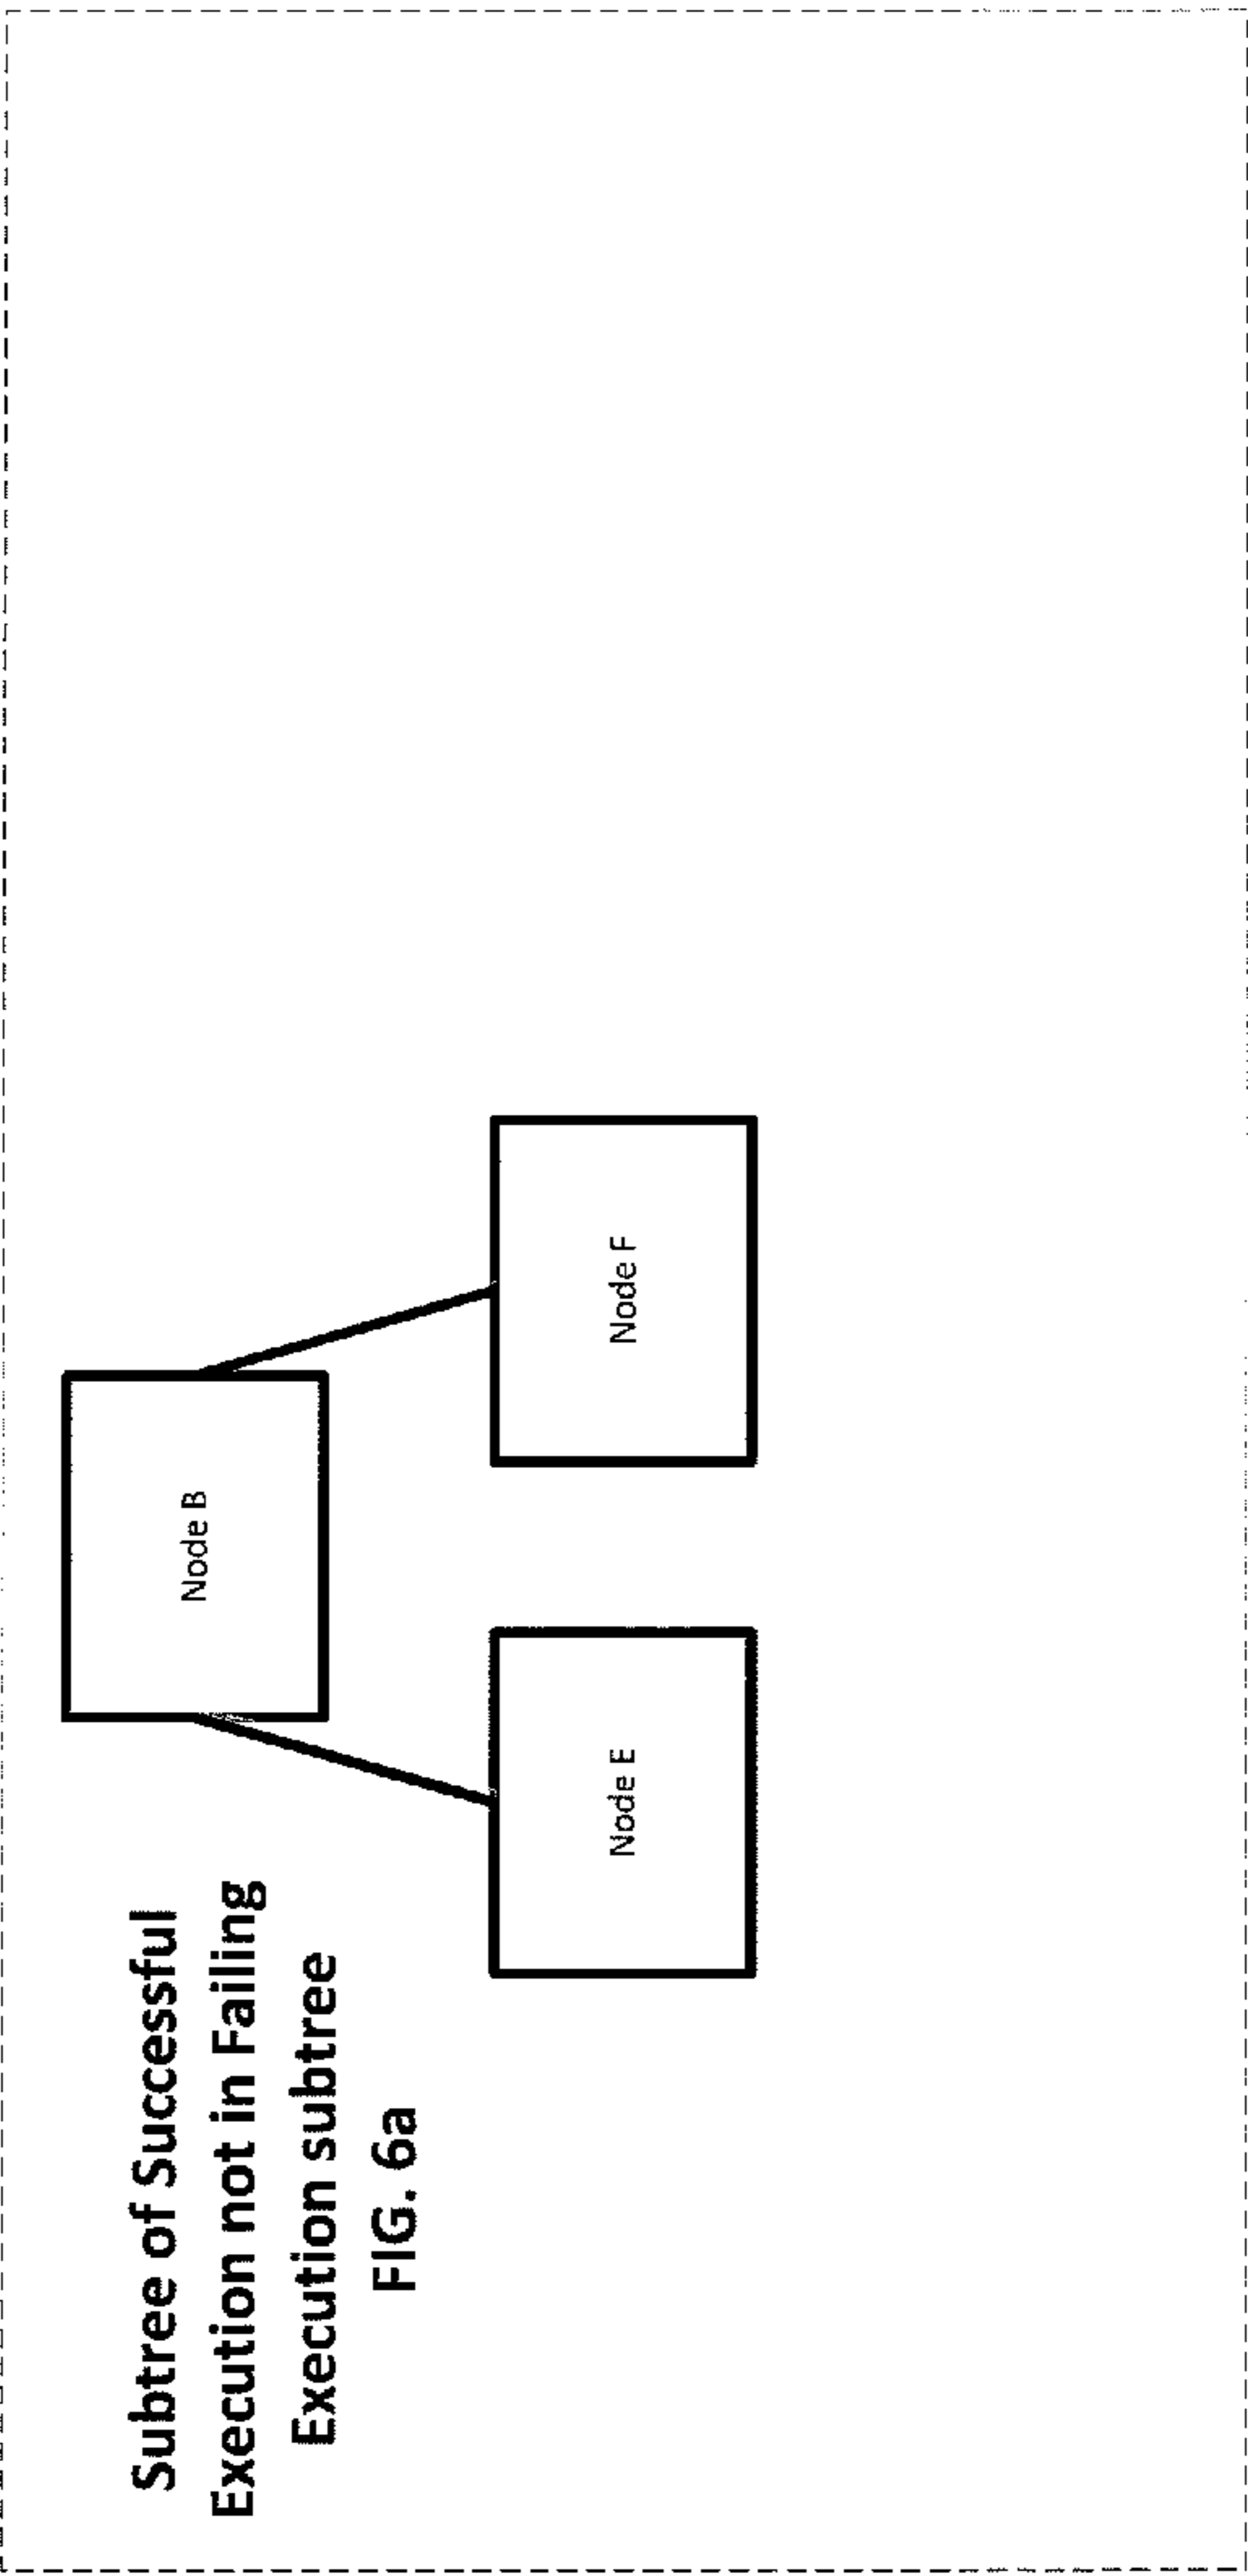 Subtree of Successful
Execution not in Failing
Execution subtree
FIG. 6a
Node B
Node E
Node F